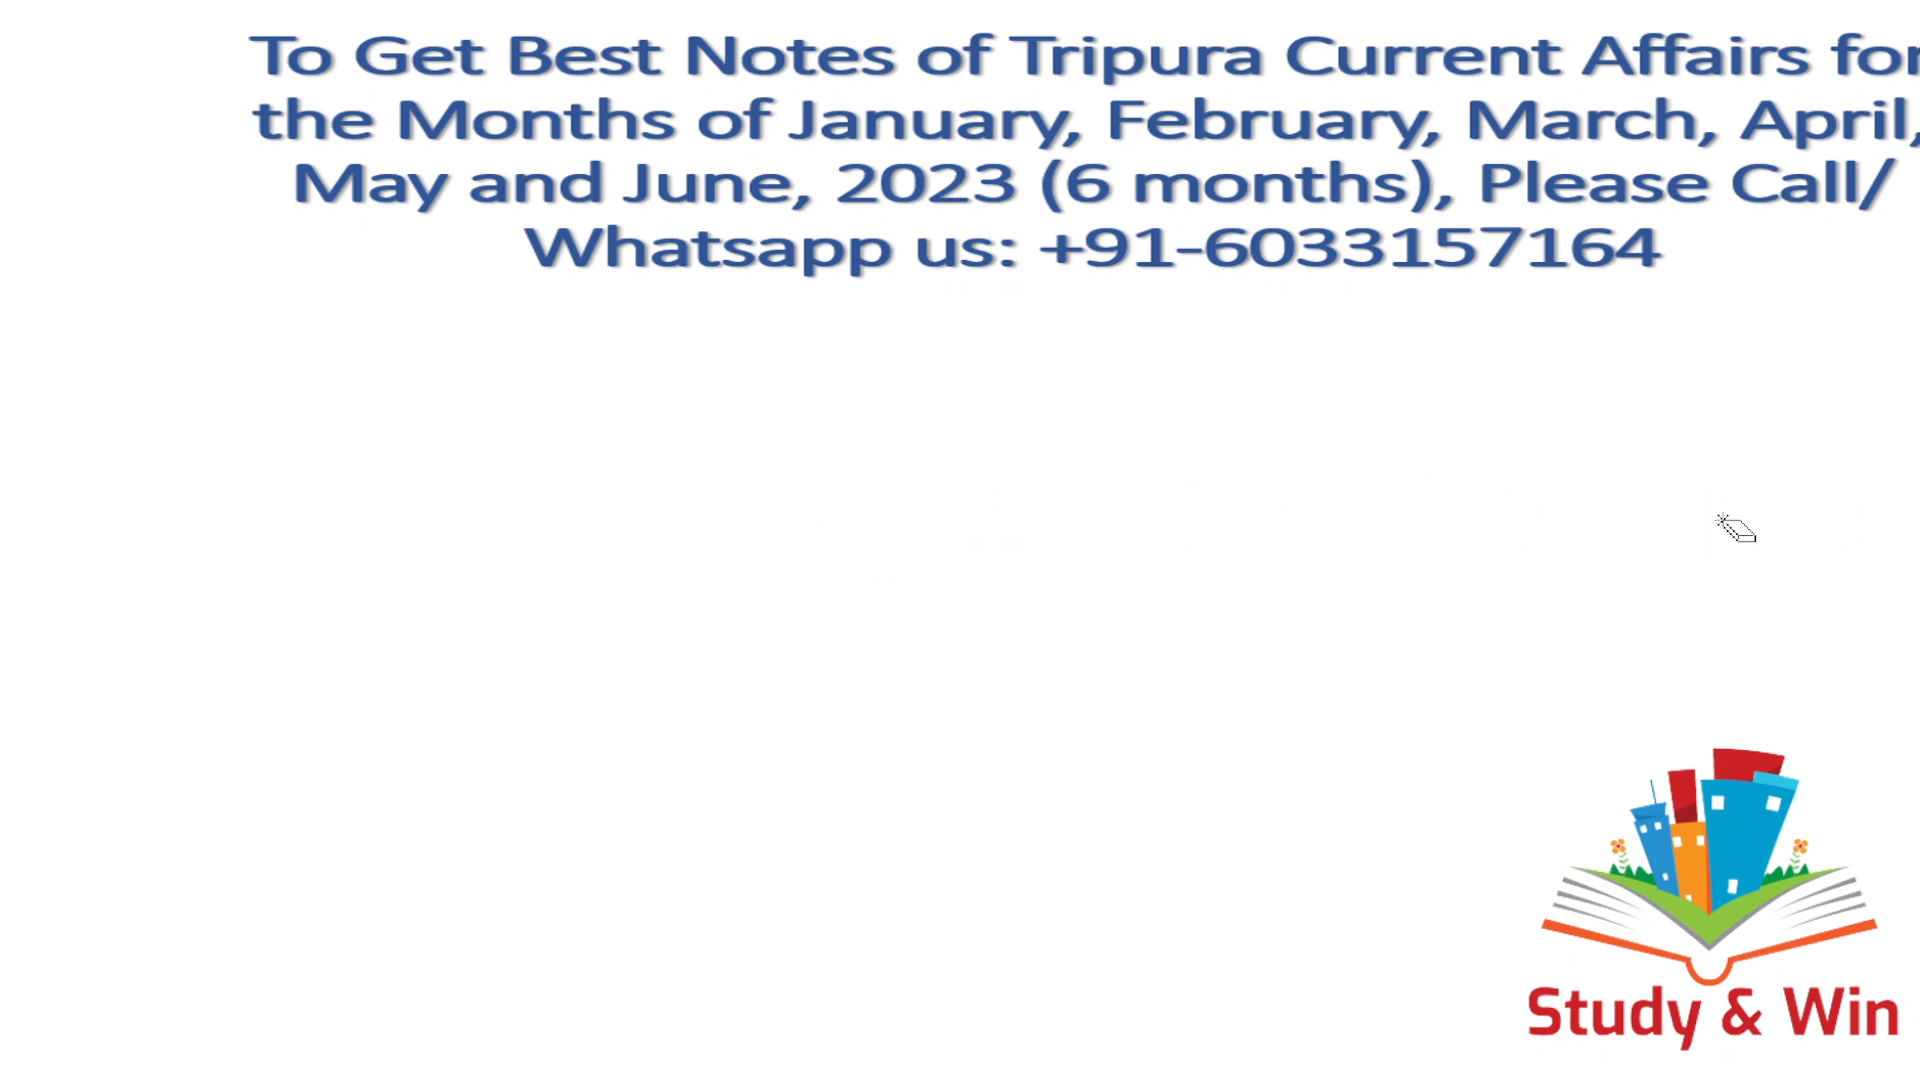 To Get Best Notes of Tripura Current Affairs for
the Months of January, February, March, April,
May and June, 2023 (6 months), Please Call/
Whatsapp us: +91-6033157164
Study & Win